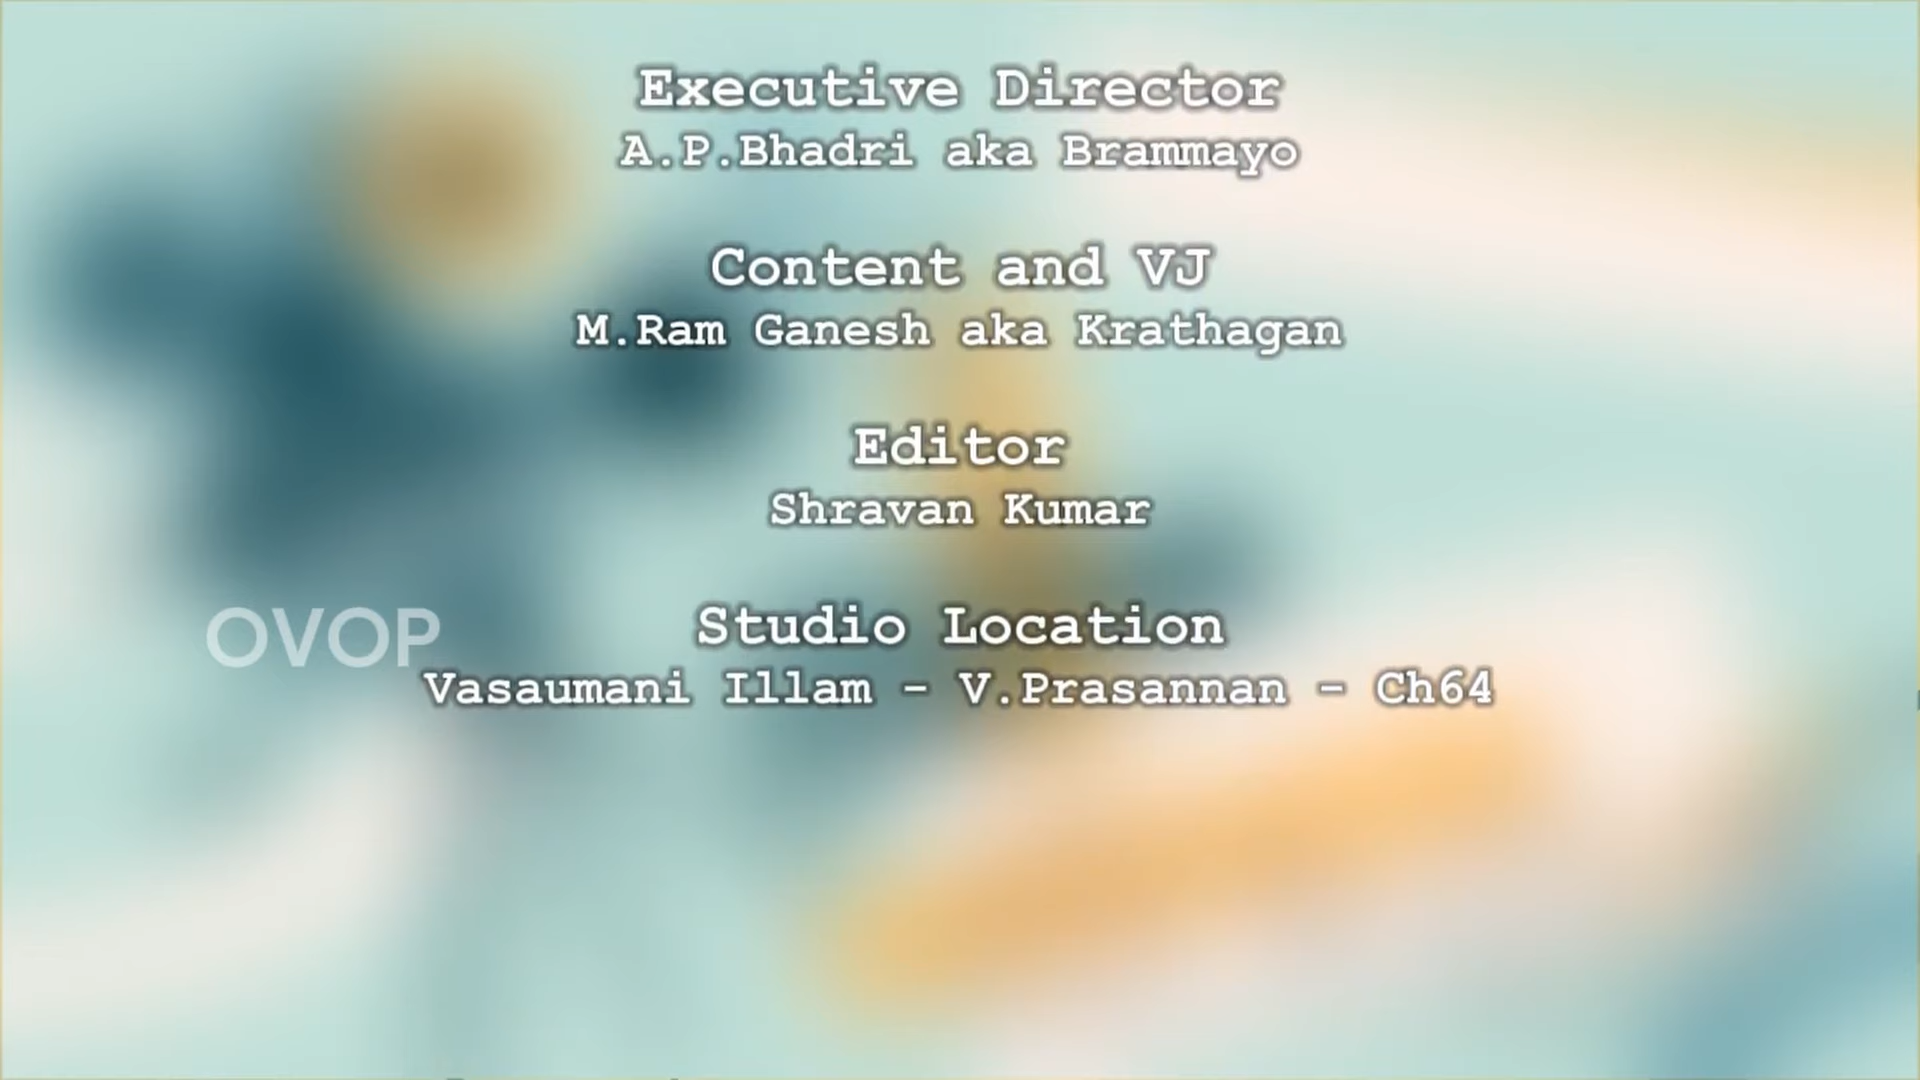 Executive Director
A.P.Bhadri aka Brammayo
Content and VJ
M.Ram Ganesh aka Krathagan
Editor
Shravan Kumar
OVOP
Studio Location
Vasaumani Illam - V.Prasannan - Ch64